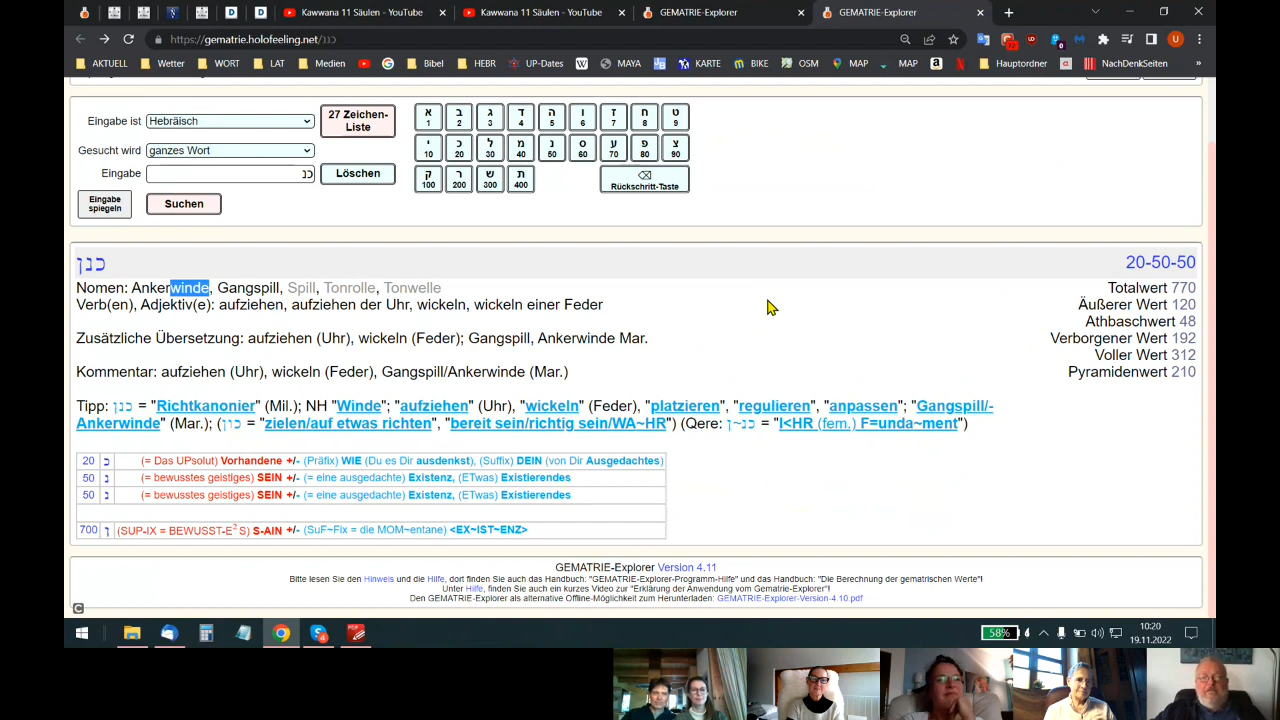 Kawwana 11 Säulen - YouTube
Kawwana 11 Säulen - YouTube
GEMATRIE-Explorer
GEMATRIE-Explorer
https://gematrie.holofeeling.net/כננ
AKTUELL Wetter WORT LAT Medien Bibel HEBR UP-Dates MAYA KARTE BIKE OSM MAP MAP Hauptordner NachDenkSeiten »
Eingabe ist Hebräisch
27 Zeichen-
Liste
Gesucht wird ganzes Wort
Eingabe כנ Löschen
Eingabe
spiegeln
Suchen
א ב ג ד ה ו ז ח ט
1 2 3 4 5 6 7 8 9
י כ ל מ נ ס ע פ צ
10 20 30 40 50 60 70 80 90
ק ר ש ת
100 200 300 400
Rückschritt-Taste
כנן 20-50-50
Nomen: Ankerwinde, Gangspill, Spill, Tonrolle, Tonwelle
Verb(en), Adjektiv(e): aufziehen, aufziehen der Uhr, wickeln, wickeln einer Feder
Zusätzliche Übersetzung: aufziehen (Uhr), wickeln (Feder); Gangspill, Ankerwinde Mar.
Kommentar: aufziehen (Uhr), wickeln (Feder), Gangspill/Ankerwinde (Mar.)
Totalwert 770
Äußerer Wert 120
Athbaschwert 48
Verborgener Wert 192
Voller Wert 312
Pyramidenwert 210
Tipp: כנן = "Richtkanonier" (Mil.); NH "Winde"; "aufziehen" (Uhr), "wickeln" (Feder), "platzieren", "regulieren", "anpassen"; "Gangspill/-
Ankerwinde" (Mar.); (כון = "zielen/auf etwas richten", "bereit sein/richtig sein/WA~HR") (Qere: כנ~ן = "I<HR (fem.) F=unda~ment")
20 כ (= Das UPsolut) Vorhandene +/- (Präfix) WIE (Du es Dir ausdenkst), (Suffix) DEIN (von Dir Ausgedachtes)
50 נ (= bewusstes geistiges) SEIN +/- (= eine ausgedachte) Existenz, (ETwas) Existierendes
50 נ (= bewusstes geistiges) SEIN +/- (= eine ausgedachte) Existenz, (ETwas) Existierendes
700 ן (SUP-IX = BEWUSST-E² S) S-AIN +/- (SuF~Fix = die MOM~entane) <EX~IST~ENZ>
GEMATRIE-Explorer Version 4.11
Bitte lesen Sie den Hinweis und die Hilfe, dort finden Sie auch das Handbuch: "GEMATRIE-Explorer-Programm-Hilfe" und das Handbuch: "Die Berechnung der gematrischen Werte"!
Unter Hilfe, finden Sie auch ein kurzes Video zur "Erklärung der Anwendung vom Gematrie-Explorer"!
Den GEMATRIE-Explorer als alternative Offline-Möglichkeit zum Herunterladen: GEMATRIE-Explorer-Version-4.10.pdf
58%
10:20
19.11.2022